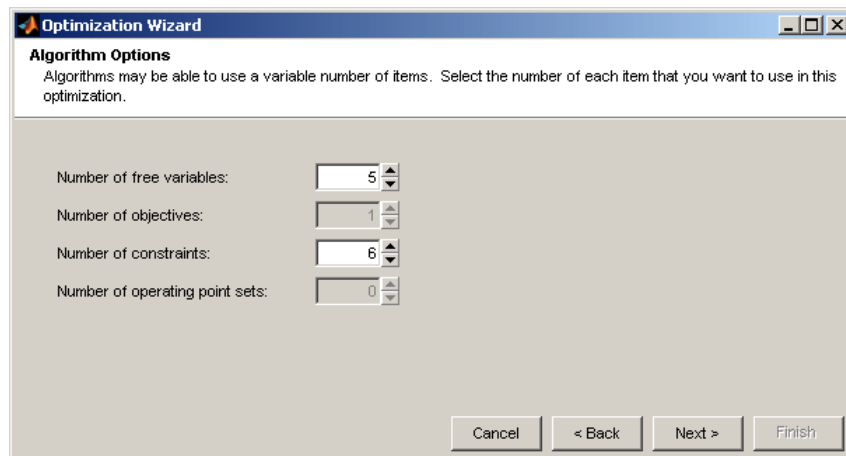 Optimization Wizard
Algorithm Options
Algorithms may be able to use a variable number of items. Select the number of each item that you want to use in this
optimization.
Number of free variables: 5
Number of objectives: 1
Number of constraints: 6
Number of operating point sets: 0
Cancel < Back Next > Finish